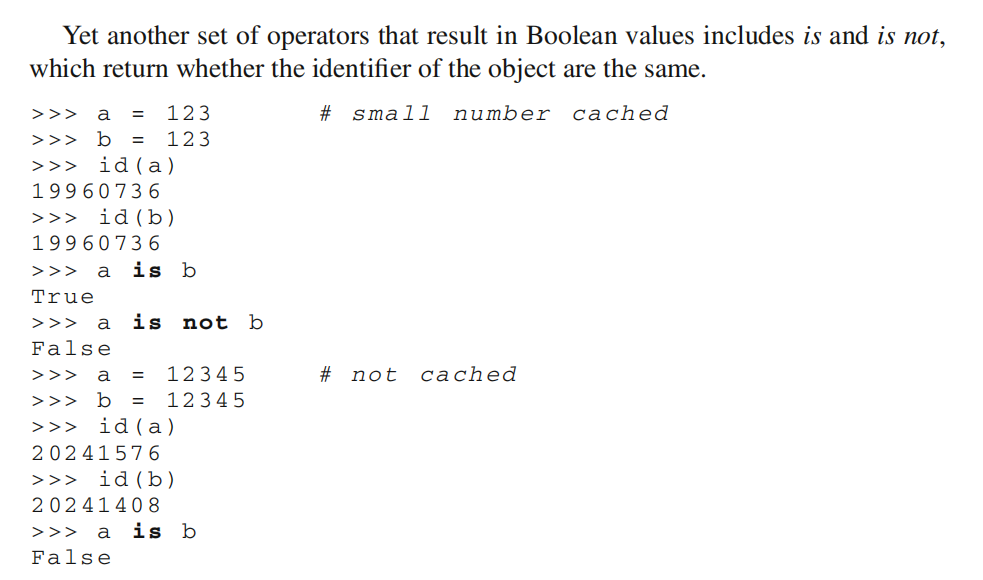 Yet another set of operators that result in Boolean values includes is and is not,
which return whether the identifier of the object are the same.
>>> a = 123 # small number cached
>>> b = 123
>>> id(a)
19960736
>>> id(b)
19960736
>>> a is b
True
>>> a is not b
False
>>> a = 12345 # not cached
>>> b = 12345
>>> id(a)
20241576
>>> id(b)
20241408
>>> a is b
False